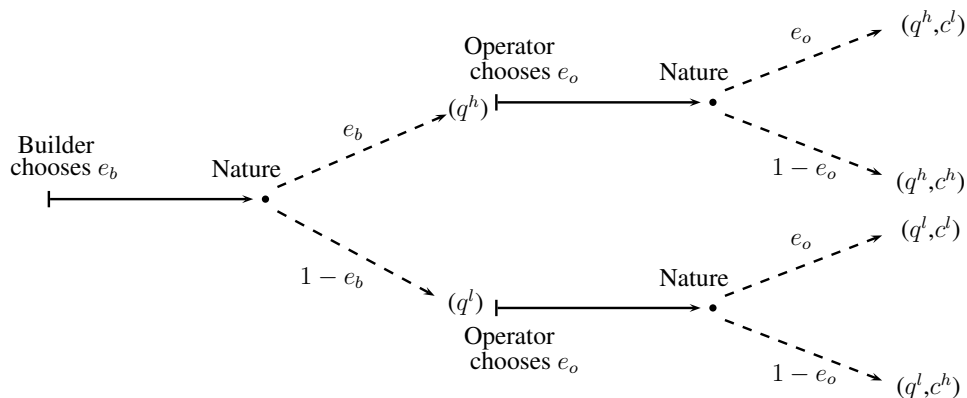 Operator
chooses e_o
Nature
e_o
(q^h,c^l)
(q^h)
e_b
1 − e_o
(q^h,c^h)
Builder
chooses e_b
Nature
(q^l,c^l)
e_o
1 − e_b
Nature
(q^l)
Operator
chooses e_o
1 − e_o
(q^l,c^h)